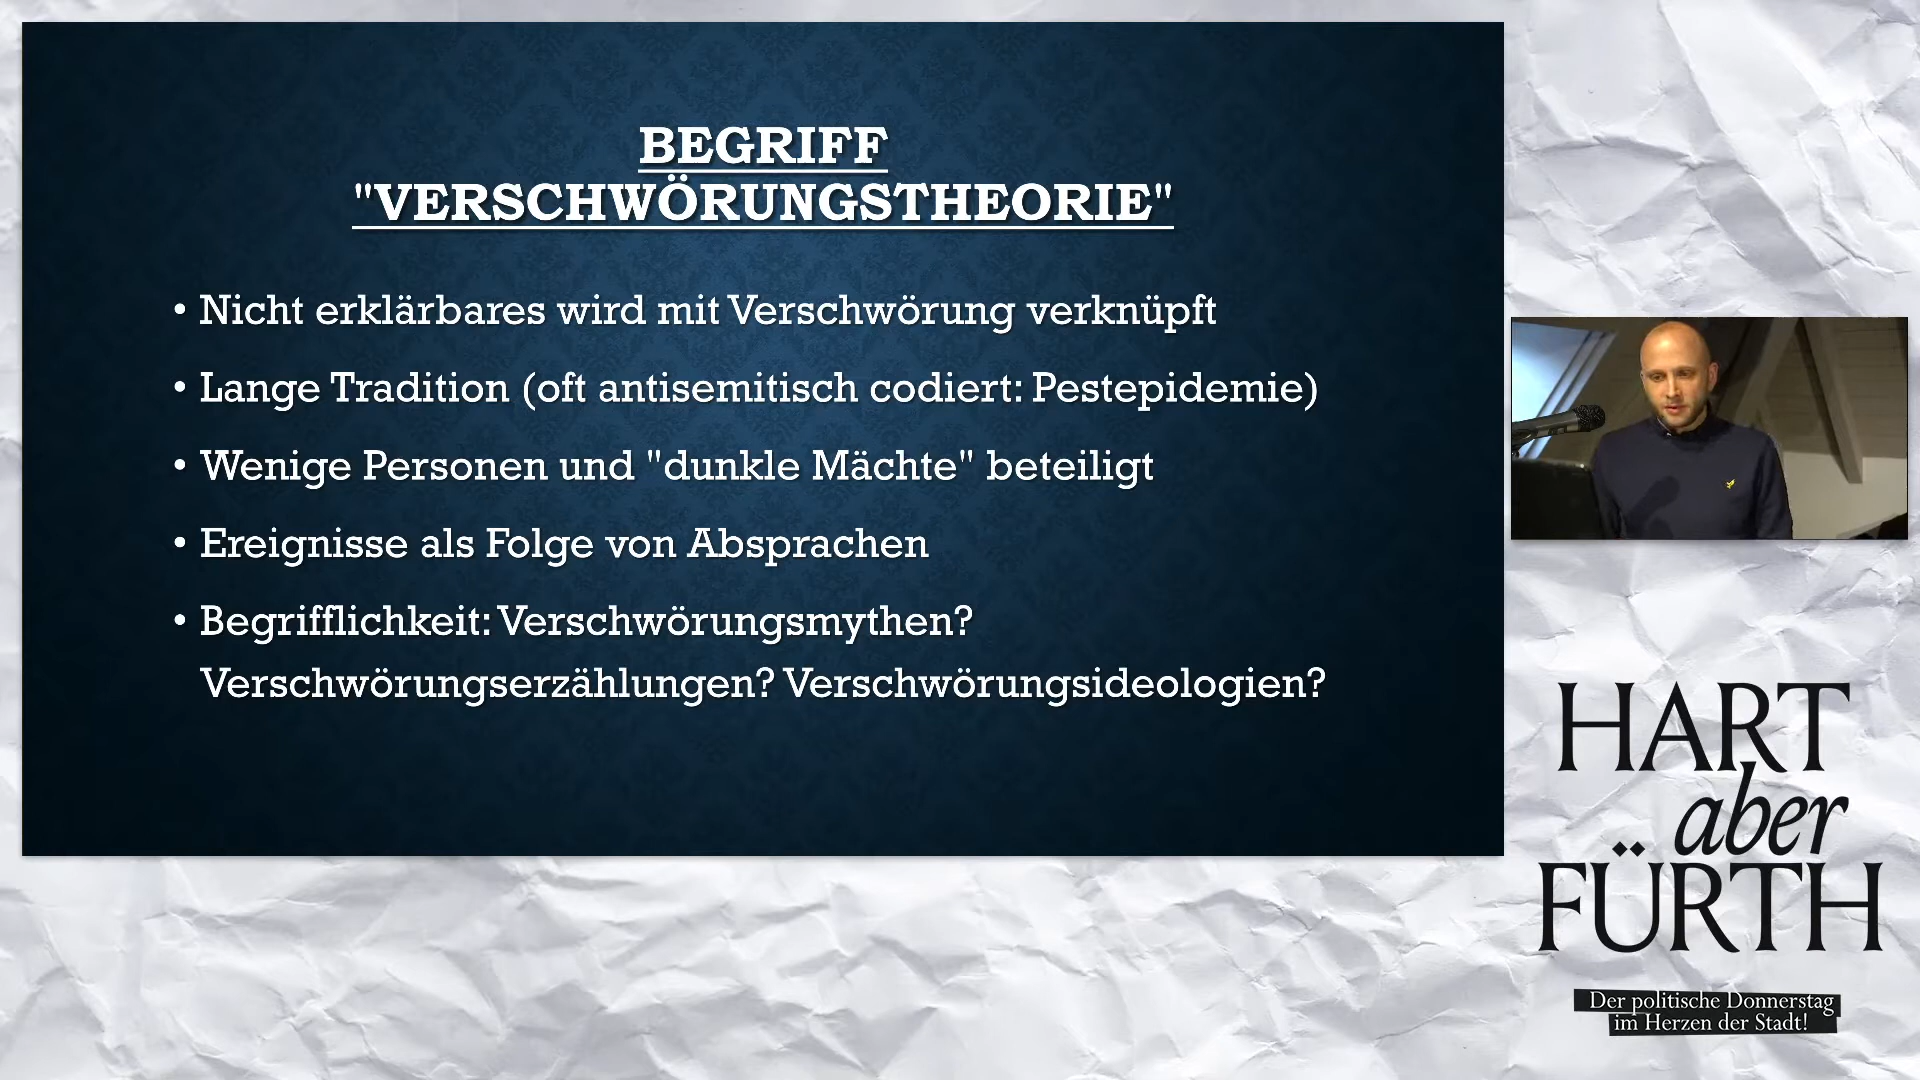 BEGRIFF
"VERSCHWÖRUNGSTHEORIE"
• Nicht erklärbares wird mit Verschwörung verknüpft
• Lange Tradition (oft antisemitisch codiert: Pestepidemie)
• Wenige Personen und "dunkle Mächte" beteiligt
• Ereignisse als Folge von Absprachen
• Begrifflichkeit: Verschwörungsmythen?
Verschwörungserzählungen? Verschwörungsideologien?
HART
aber
FÜRTH
Der politische Donnerstag
im Herzen der Stadt!